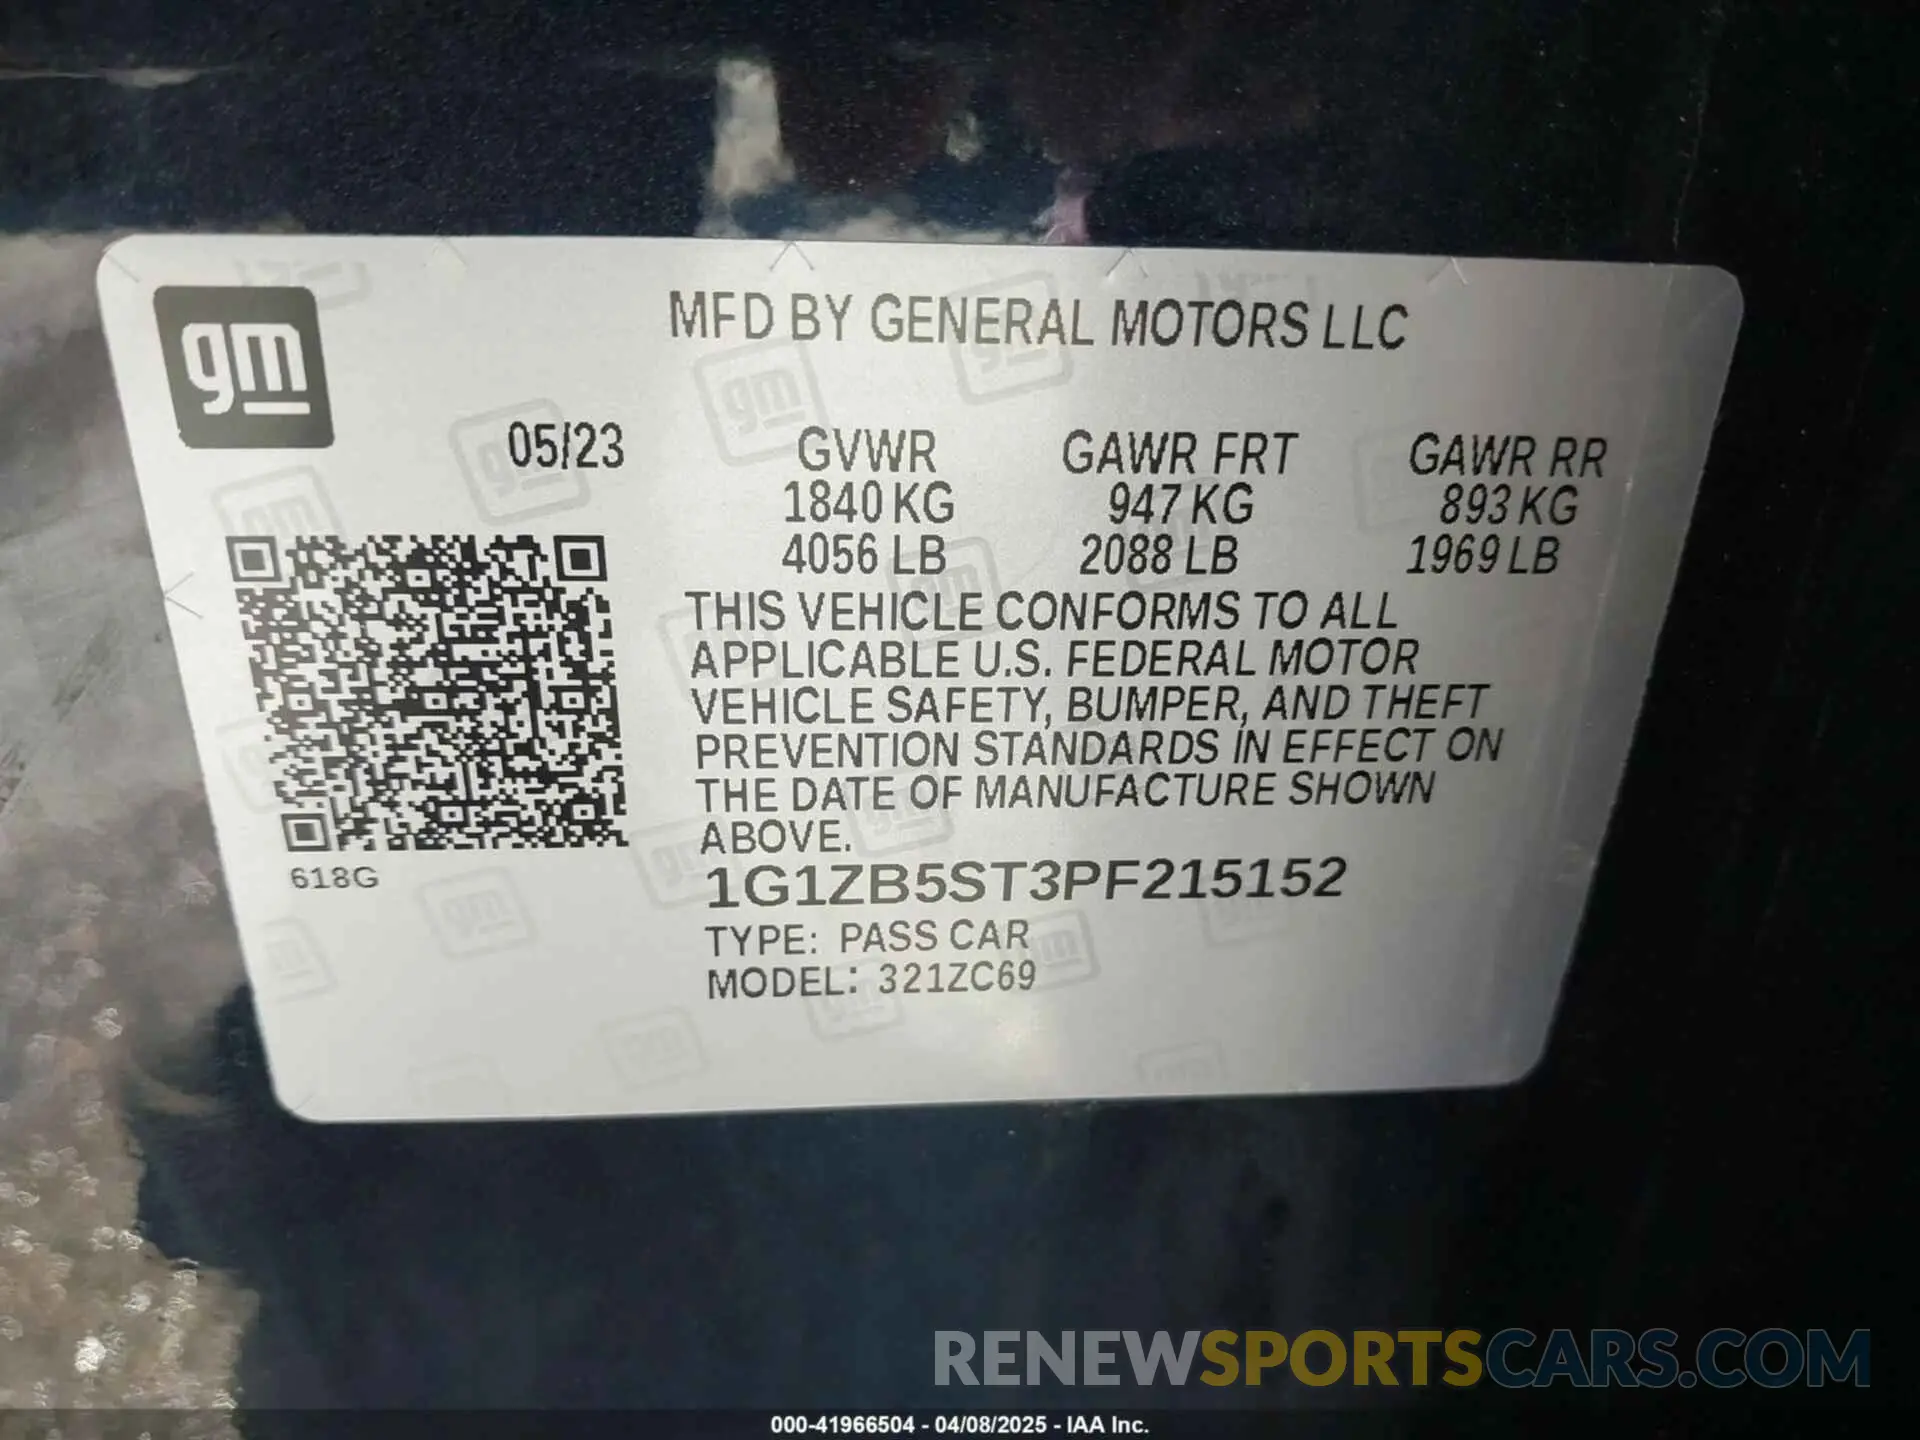 gm
MFD BY GENERAL MOTORS LLC
05/23 GVWR GAWR FRT GAWR RR
1840 KG 947 KG 893 KG
4056 LB 2088 LB 1969 LB
THIS VEHICLE CONFORMS TO ALL
APPLICABLE U.S. FEDERAL MOTOR
VEHICLE SAFETY, BUMPER, AND THEFT
PREVENTION STANDARDS IN EFFECT ON
THE DATE OF MANUFACTURE SHOWN
ABOVE.
618G
1G1ZB5ST3PF215152
TYPE: PASS CAR
MODEL: 321ZC69
RENEWSPORTSCARS.COM
000-41966504 - 04/08/2025 - IAA Inc.